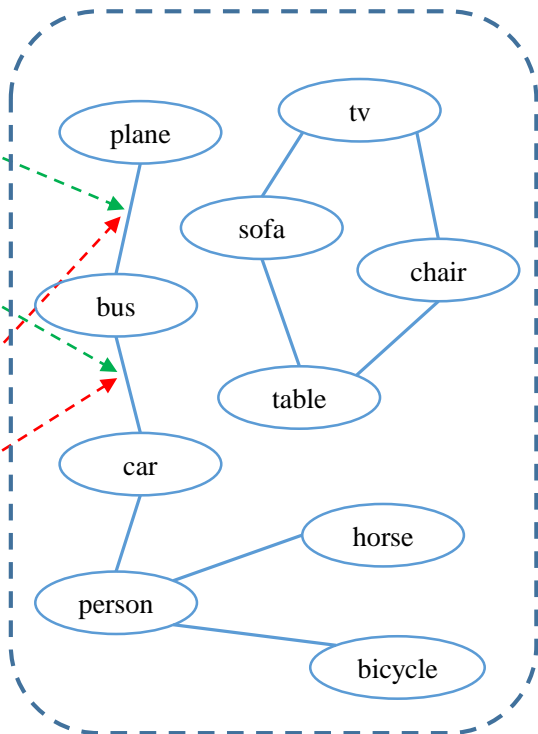 tv
plane
sofa
chair
bus
table
car
horse
person
bicycle